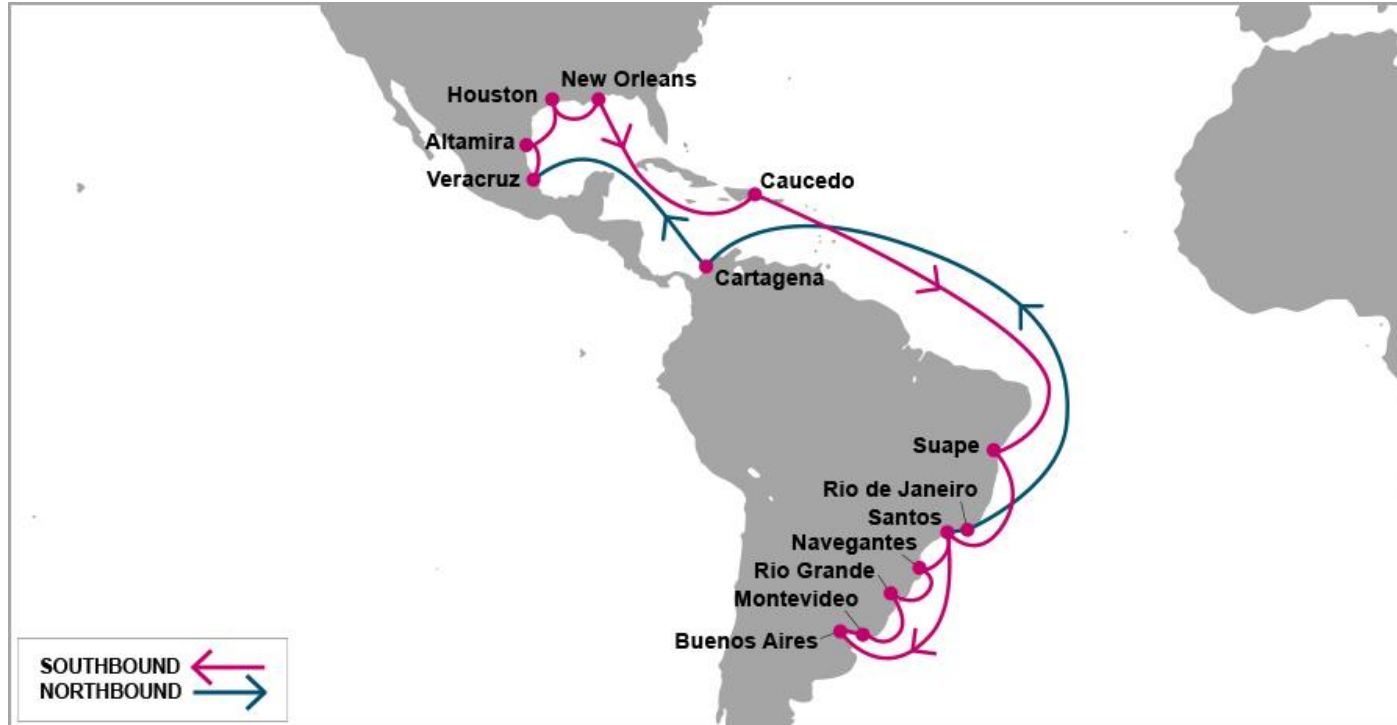 New Orleans
Houston
Altamira
Veracruz
Caucedo
Cartagena
Suape
Rio de Janeiro
Santos
Navegantes
Rio Grande
Montevideo
Buenos Aires
SOUTHBOUND
NORTHBOUND